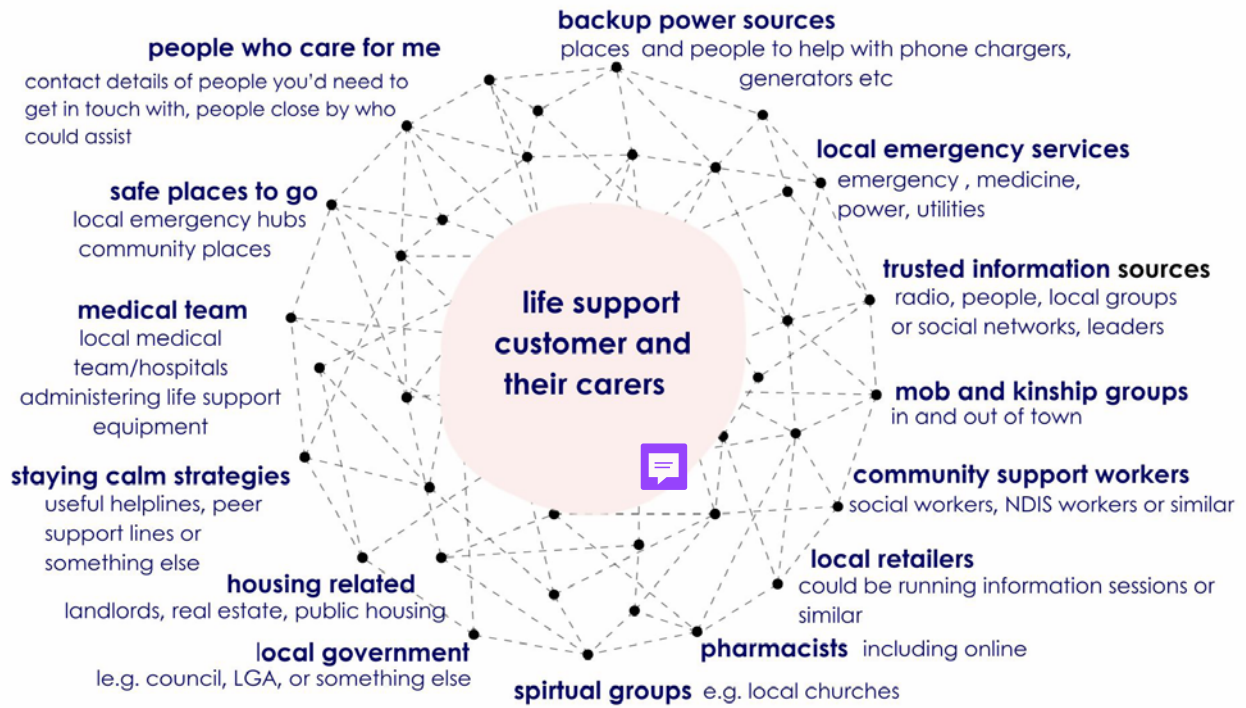 backup power sources
places and people to help with phone chargers,
generators etc
people who care for me
contact details of people you'd need to
get in touch with, people close by who
could assist
local emergency services
emergency , medicine,
power, utilities
safe places to go
local emergency hubs
community places
trusted information sources
radio, people, local groups
or social networks, leaders
medical team
local medical
team/hospitals
administering life support
equipment
life support
customer and
their carers
mob and kinship groups
in and out of town
staying calm strategies
useful helplines, peer
support lines or
something else
community support workers
social workers, NDIS workers or similar
housing related
landlords, real estate, public housing
local retailers
could be running information sessions or
similar
local government
le.g. council, LGA, or something else
pharmacists including online
spirtual groups e.g. local churches